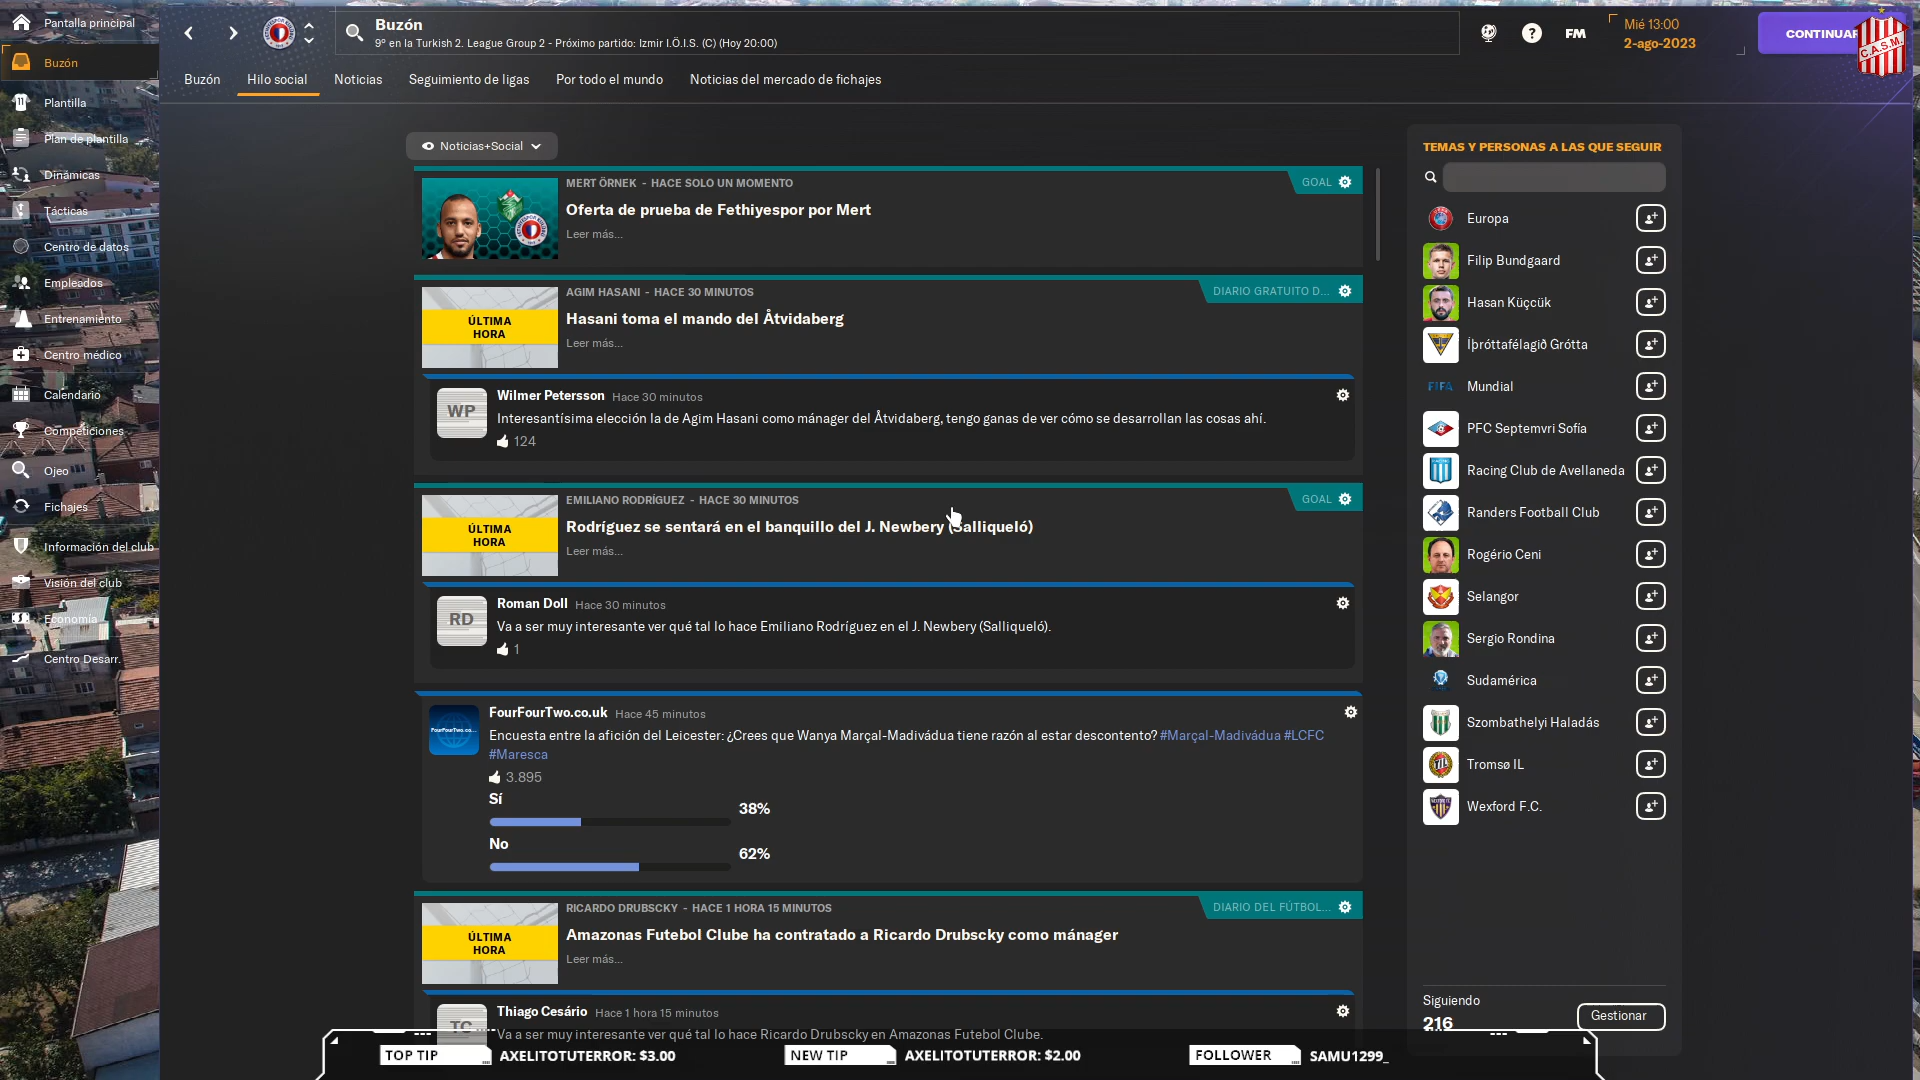 Pantalla principal
Buzón
Plantilla
Plan de plantilla
Dinámicas
Tácticas
Centro de datos
Empleados
Entrenamiento
Centro médico
Calendario
Competiciones
Ojeo
Fichajes
Información del club
Visión del club
Economía
Centro Desarr.
Buzón
9º en la Turkish 2. League Group 2 - Próximo partido: Izmir I.Ö.I.S. (C) (Hoy 20:00)
FM
Mié 13:00
2-ago-2023
CONTINUAR
C.A.S.M.
Buzón
Hilo social
Noticias
Seguimiento de ligas
Por todo el mundo
Noticias del mercado de fichajes
Noticias+Social
MERT ÖRNEK - HACE SOLO UN MOMENTO
GOAL
Oferta de prueba de Fethiyespor por Mert
Leer más...
AGIM HASANI - HACE 30 MINUTOS
DIARIO GRATUITO D...
ÚLTIMA HORA
Hasani toma el mando del Åtvidaberg
Leer más...
WP
Wilmer Petersson Hace 30 minutos
Interesantísima elección la de Agim Hasani como mánager del Åtvidaberg, tengo ganas de ver cómo se desarrollan las cosas ahí.
124
EMILIANO RODRÍGUEZ - HACE 30 MINUTOS
GOAL
ÚLTIMA HORA
Rodríguez se sentará en el banquillo del J. Newbery (Salliqueló)
Leer más...
RD
Roman Doll Hace 30 minutos
Va a ser muy interesante ver qué tal lo hace Emiliano Rodríguez en el J. Newbery (Salliqueló).
1
FourFourTwo.co...
FourFourTwo.co.uk Hace 45 minutos
Encuesta entre la afición del Leicester: ¿Crees que Wanya Marçal-Madivádua tiene razón al estar descontento? #Marçal-Madivádua #LCFC
#Maresca
3.895
Sí
38%
No
62%
RICARDO DRUBSCKY - HACE 1 HORA 15 MINUTOS
DIARIO DEL FÚTBOL...
ÚLTIMA HORA
Amazonas Futebol Clube ha contratado a Ricardo Drubscky como mánager
Leer más...
TC
Thiago Cesário Hace 1 hora 15 minutos
Va a ser muy interesante ver qué tal lo hace Ricardo Drubscky en Amazonas Futebol Clube.
TEMAS Y PERSONAS A LAS QUE SEGUIR
Europa
Filip Bundgaard
Hasan Küçcük
Íþróttafélagið Grótta
FIFA
Mundial
PFC Septemvri Sofía
Racing Club de Avellaneda
Randers Football Club
Rogério Ceni
Selangor
Sergio Rondina
Sudamérica
Szombathelyi Haladás
Tromsø IL
Wexford F.C.
Siguiendo
216
Gestionar
TOP TIP
AXELITOTUTERROR: $3.00
NEW TIP
AXELITOTUTERROR: $2.00
FOLLOWER
SAMU1299_